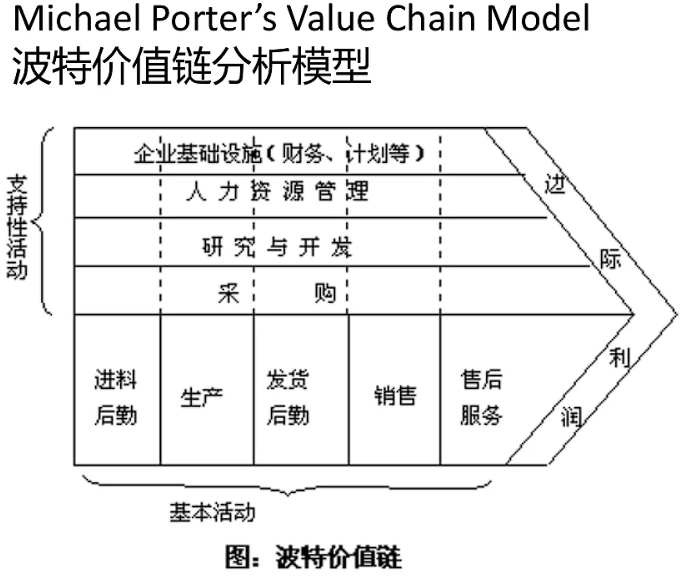 Michael Porter’s Value Chain Model
波特价值链分析模型
支持性活动
企业基础设施（财务、计划等）
人力资源管理
研究与开发
采购
边际利润
进料后勤
生产
发货后勤
销售
售后服务
基本活动
图：波特价值链